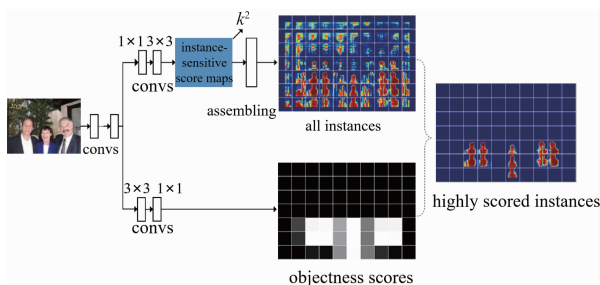 k²
1×1 3×3
instance-
sensitive
score maps
convs
assembling
all instances
convs
3×3 1×1
convs
highly scored instances
objectness scores